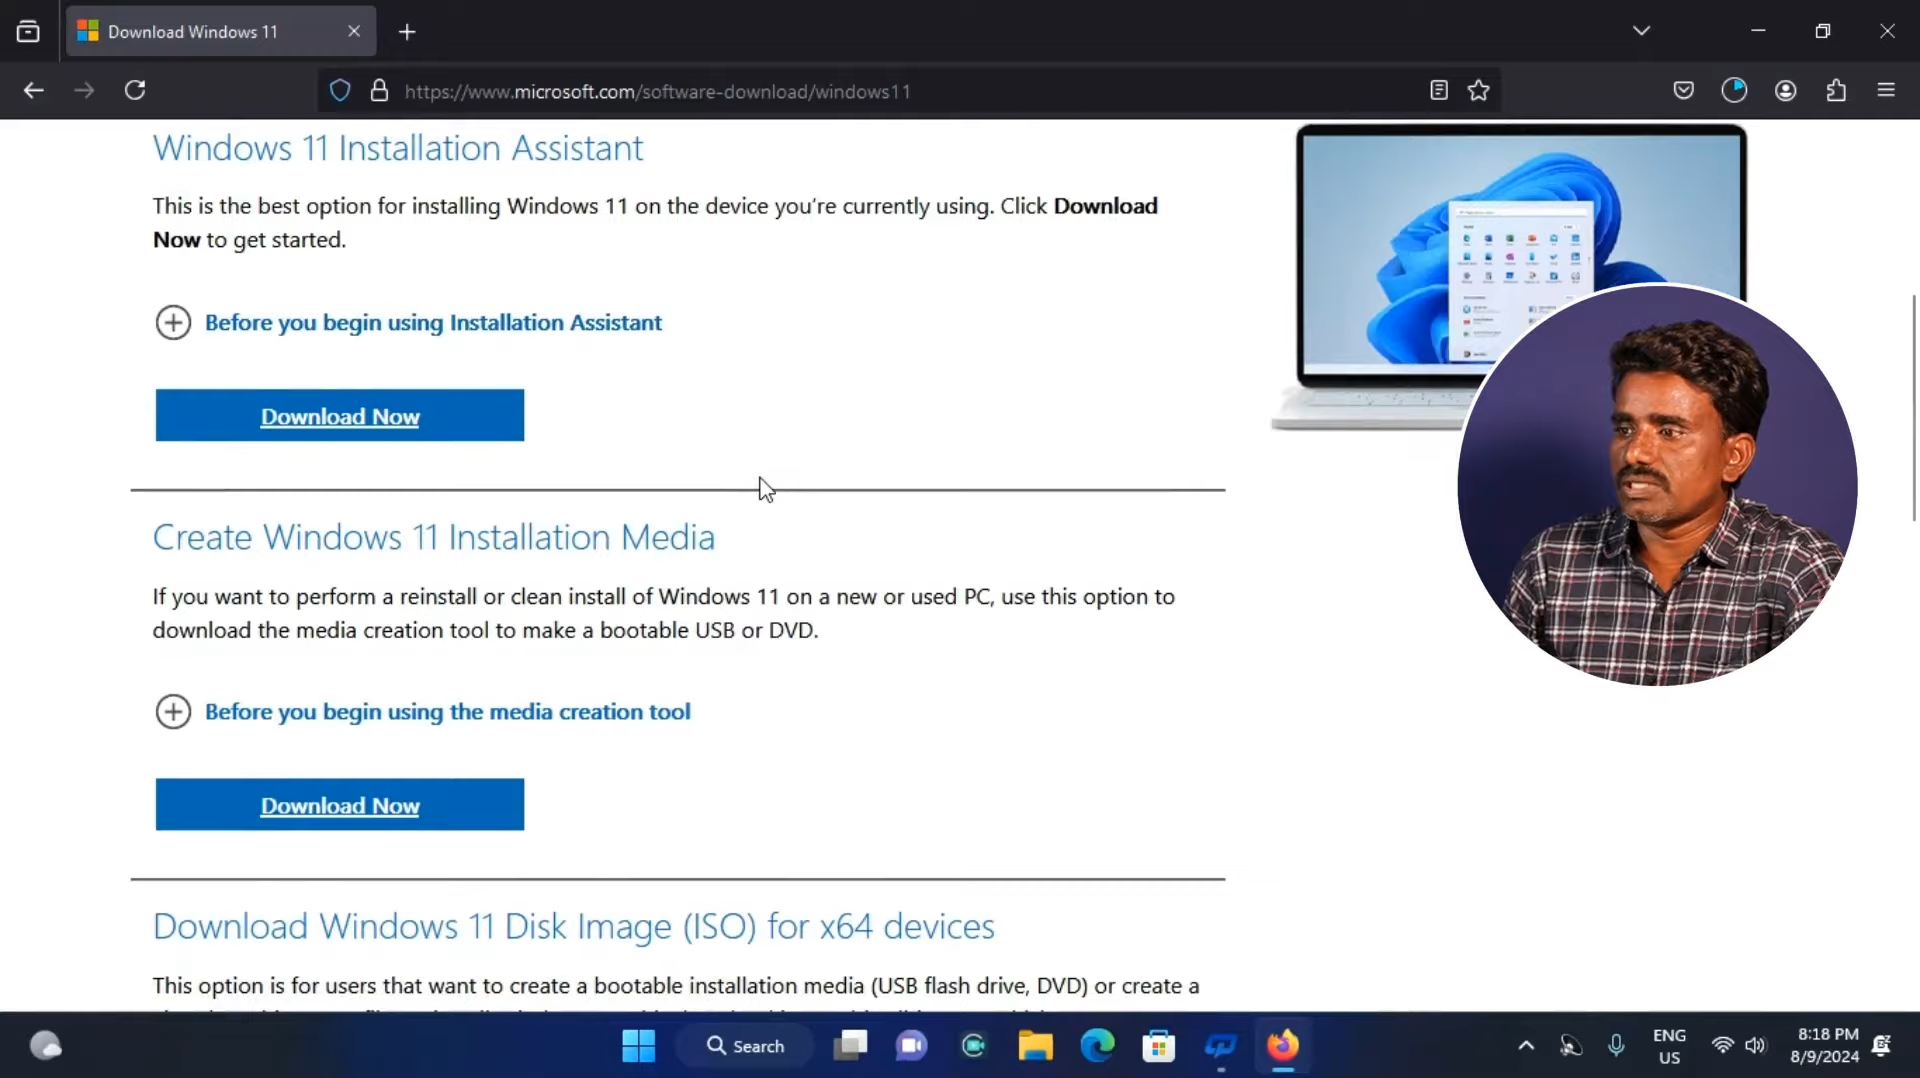 Download Windows 11
https://www.microsoft.com/software-download/windows11
Windows 11 Installation Assistant
This is the best option for installing Windows 11 on the device you're currently using. Click Download
Now to get started.
Before you begin using Installation Assistant
Download Now
Create Windows 11 Installation Media
If you want to perform a reinstall or clean install of Windows 11 on a new or used PC, use this option to
download the media creation tool to make a bootable USB or DVD.
Before you begin using the media creation tool
Download Now
Download Windows 11 Disk Image (ISO) for x64 devices
This option is for users that want to create a bootable installation media (USB flash drive, DVD) or create a
Search
ENG
US
8:18 PM
8/9/2024